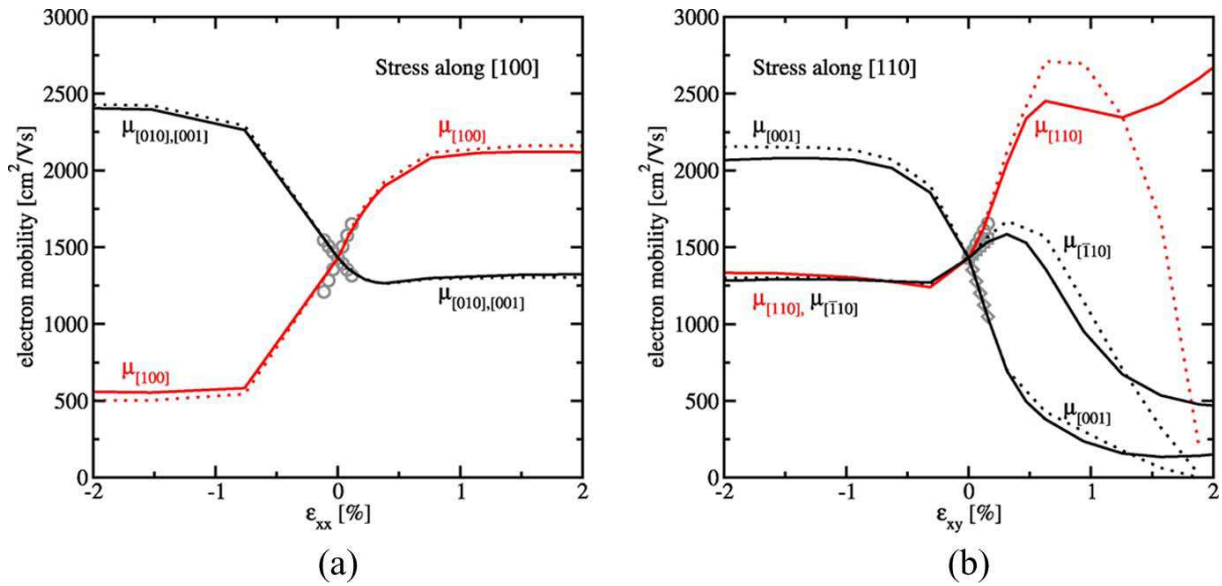 3000
2500
2000
1500
1000
500
0
electron mobility [cm²/Vs]
Stress along [100]
μ[010],[001]
μ[100]
μ[010],[001]
μ[100]
-2
-1
0
1
2
εxx [%]
(a)
3000
2500
2000
1500
1000
500
0
electron mobility [cm²/Vs]
Stress along [110]
μ[001]
μ[110]
μ[1̄10]
μ[110], μ[1̄10]
μ[001]
-2
-1
0
1
2
εxy [%]
(b)